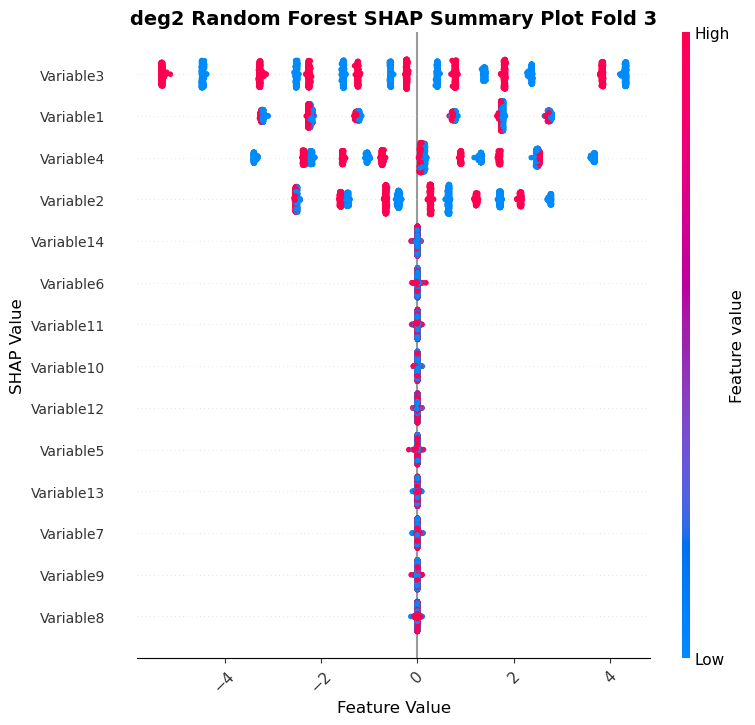 deg2 Random Forest SHAP Summary Plot Fold 3
High
Variable3
Variable1
Variable4
Variable2
Variable14
Variable6
Variable11
Variable10
Variable12
Variable5
Variable13
Variable7
Variable9
Variable8
SHAP Value
Feature value
Low
−4
−2
0
2
4
Feature Value